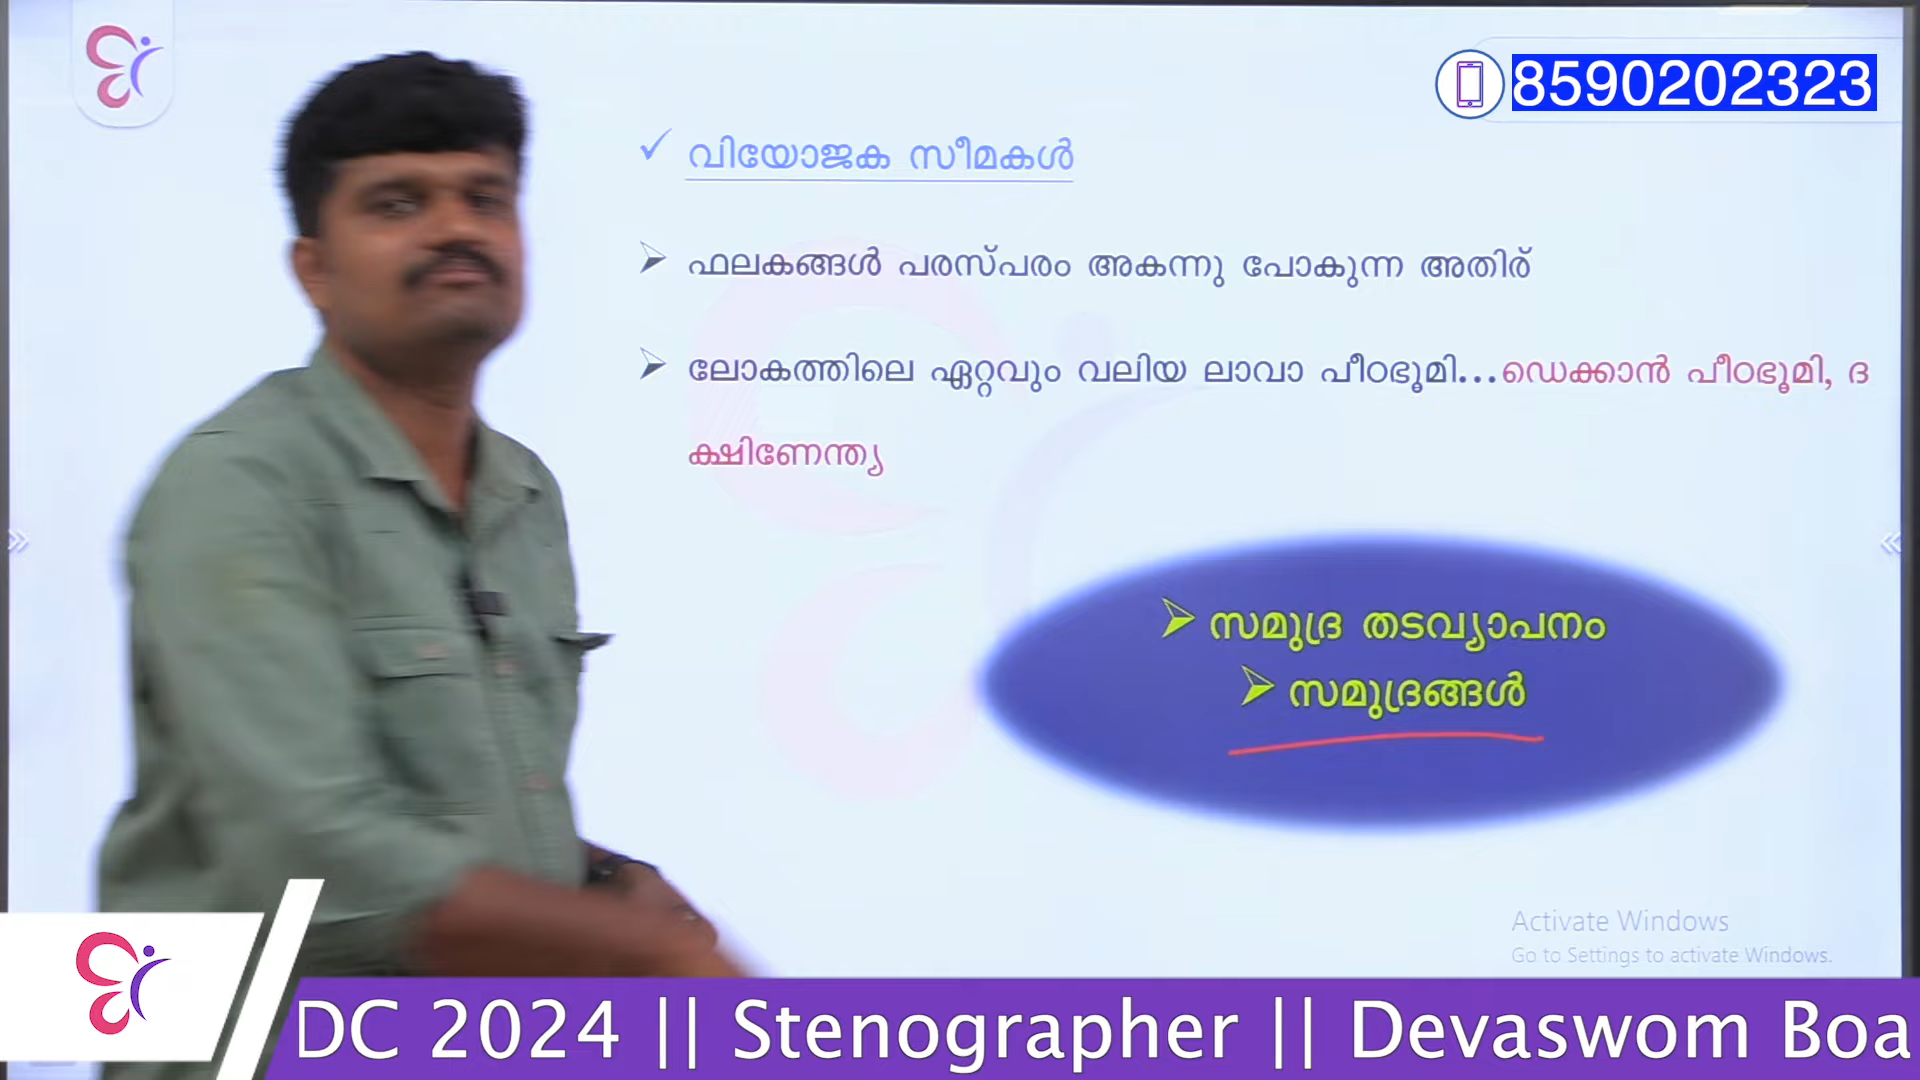 8590202323
വിയോജക സീമകൾ
ഫലകങ്ങൾ പരസ്പരം അകന്നു പോകുന്ന അതിര്
ലോകത്തിലെ ഏറ്റവും വലിയ ലാവാ പീഠഭൂമി...ഡെക്കാൻ പീഠഭൂമി, ദ
ക്ഷിണേന്ത്യ
സമുദ്ര തടവ്യാപനം
സമുദ്രങ്ങൾ
Activate Windows
Go to Settings to activate Windows.
DC 2024 || Stenographer || Devaswom Boa